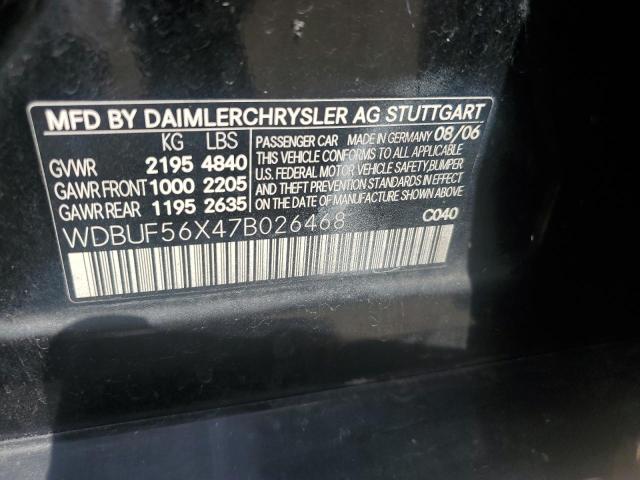 MFD BY DAIMLERCHRYSLER AG STUTTGART
KG LBS
GVWR 2195 4840
GAWR FRONT 1000 2205
GAWR REAR 1195 2635
PASSENGER CAR MADE IN GERMANY 08/06
THIS VEHICLE CONFORMS TO ALL APPLICABLE
U.S. FEDERAL MOTOR VEHICLE SAFETY, BUMPER
AND THEFT PREVENTION STANDARDS IN EFFECT
ON THE DATE OF MANUFACTURE SHOWN ABOVE
WDBUF56X47B026468 C040